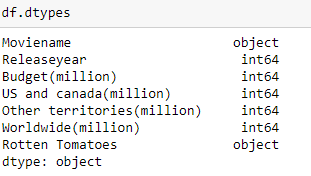 df.dtypes
Moviename                      object
Releaseyear                     int64
Budget(million)                 int64
US and canada(million)          int64
Other territories(million)      int64
Worldwide(million)              int64
Rotten Tomatoes                object
dtype: object